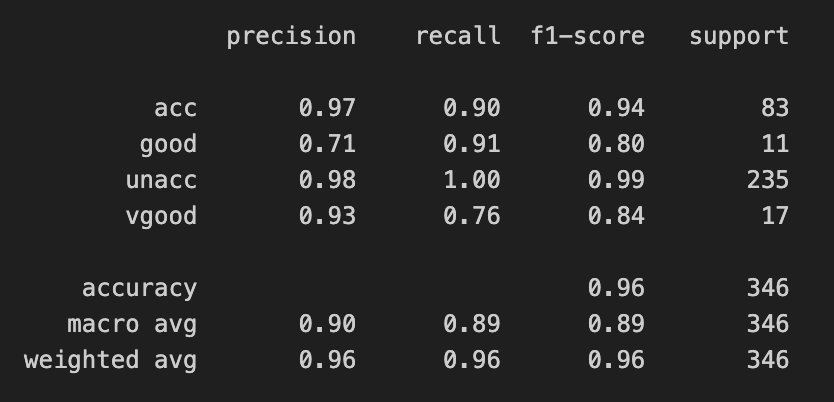 precision recall f1-score support
acc 0.97 0.90 0.94 83
good 0.71 0.91 0.80 11
unacc 0.98 1.00 0.99 235
vgood 0.93 0.76 0.84 17
accuracy 0.96 346
macro avg 0.90 0.89 0.89 346
weighted avg 0.96 0.96 0.96 346